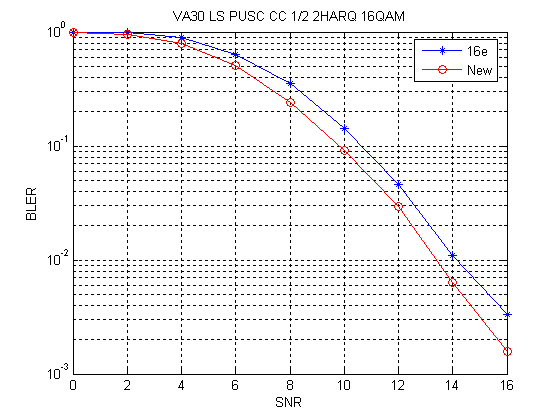 VA30 LS PUSC CC 1/2 2HARQ 16QAM
10^0
16e
New
10^-1
BLER
10^-2
10^-3
0 2 4 6 8 10 12 14 16
SNR